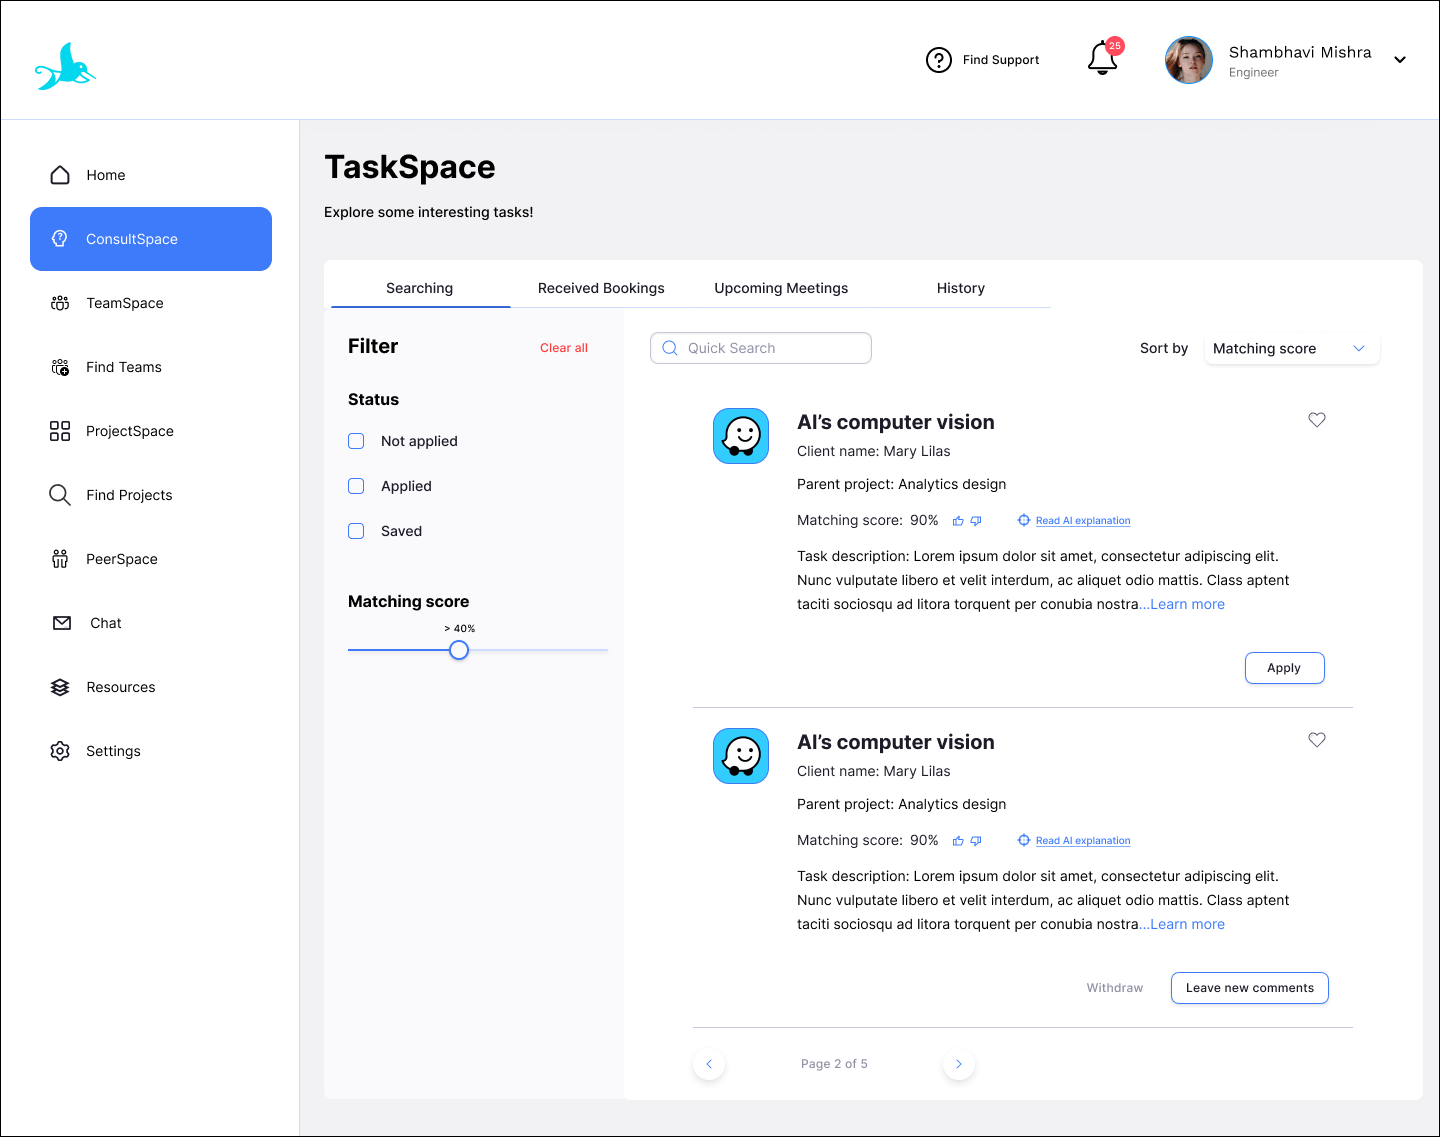 Find Support
25
Shambhavi Mishra
Engineer
Home
ConsultSpace
TeamSpace
Find Teams
ProjectSpace
Find Projects
PeerSpace
Chat
Resources
Settings
TaskSpace
Explore some interesting tasks!
Searching
Received Bookings
Upcoming Meetings
History
Filter
Clear all
Status
Not applied
Applied
Saved
Matching score
> 40%
Quick Search
Sort by
Matching score
AI’s computer vision
Client name: Mary Lilas
Parent project: Analytics design
Matching score: 90%
Read AI explanation
Task description: Lorem ipsum dolor sit amet, consectetur adipiscing elit.
Nunc vulputate libero et velit interdum, ac aliquet odio mattis. Class aptent
taciti sociosqu ad litora torquent per conubia nostra...Learn more
Apply
AI’s computer vision
Client name: Mary Lilas
Parent project: Analytics design
Matching score: 90%
Read AI explanation
Task description: Lorem ipsum dolor sit amet, consectetur adipiscing elit.
Nunc vulputate libero et velit interdum, ac aliquet odio mattis. Class aptent
taciti sociosqu ad litora torquent per conubia nostra...Learn more
Withdraw
Leave new comments
Page 2 of 5